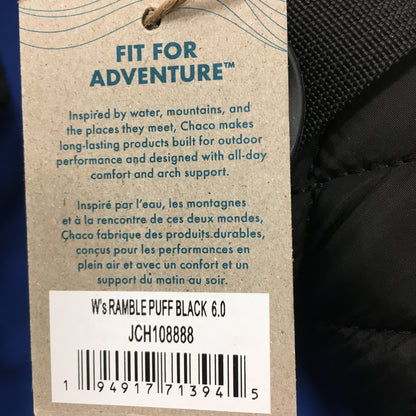 FIT FOR
ADVENTURE™
Inspired by water, mountains, and
the places they meet, Chaco makes
long-lasting products built for outdoor
performance and designed with all-day
comfort and arch support.
Inspiré par l'eau, les montagnes
et à la rencontre de ces deux mondes,
Chaco fabrique des produits durables,
conçus pour les performances en
plein air et avec un confort et un
support du matin au soir.
W's RAMBLE PUFF BLACK 6.0
JCH108888
1 94917 71394 5